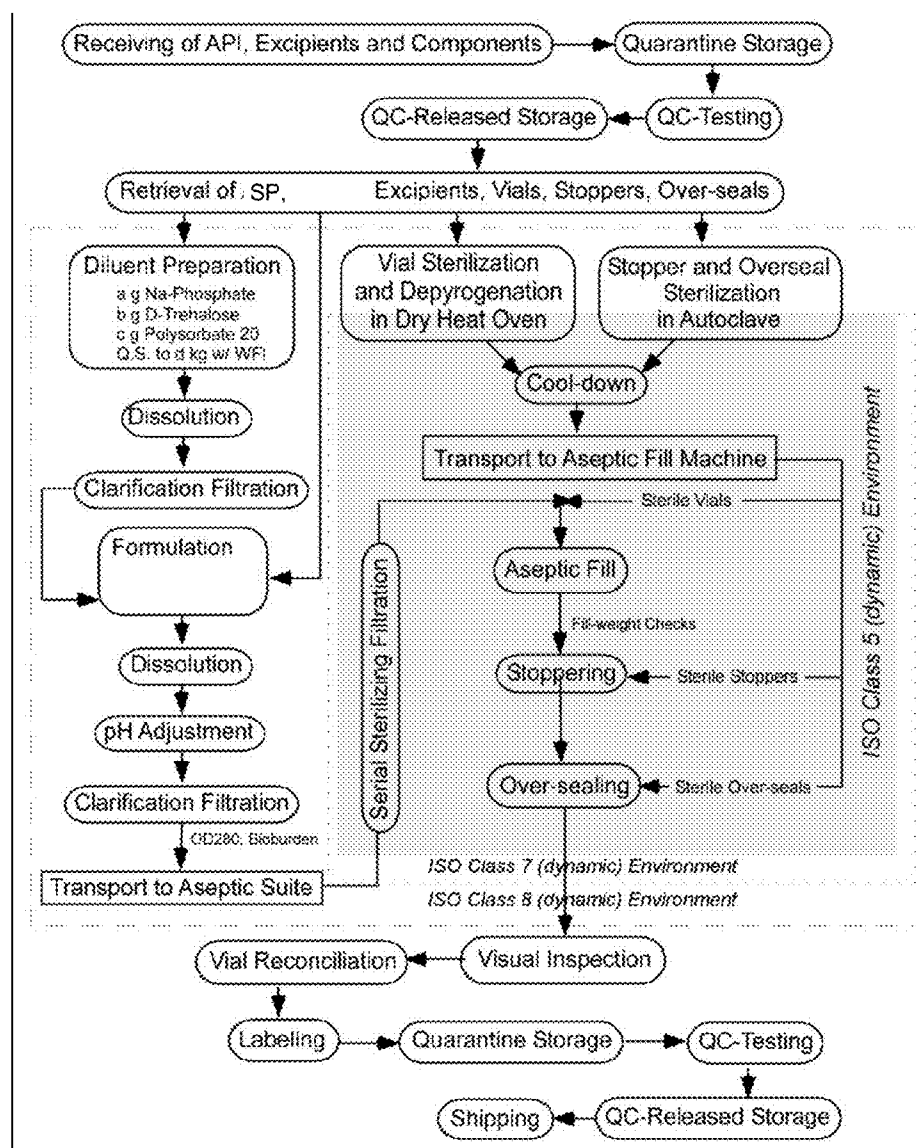 Receiving of API, Excipients and Components
Quarantine Storage
QC-Released Storage
QC-Testing
Retrieval of SP, Excipients, Vials, Stoppers, Over-seals
Diluent Preparation
a g Na-Phosphate
b g D-Trehalose
c g Polysorbate 20
Q.S. to d kg w/ WFI
Vial Sterilization
and Depyrogenation
in Dry Heat Oven
Stopper and Overseal
Sterilization
in Autoclave
Cool-down
Dissolution
Transport to Aseptic Fill Machine
Clarification Filtration
Sterile Vials
Formulation
Aseptic Fill
Fill-weight Checks
Dissolution
Stoppering
Sterile Stoppers
pH Adjustment
Serial Sterilizing Filtration
ISO Class 5 (dynamic) Environment
Clarification Filtration
Over-sealing
Sterile Over-seals
OD280, Bioburden
Transport to Aseptic Suite
ISO Class 7 (dynamic) Environment
ISO Class 8 (dynamic) Environment
Vial Reconciliation
Visual Inspection
Labeling
Quarantine Storage
QC-Testing
Shipping
QC-Released Storage